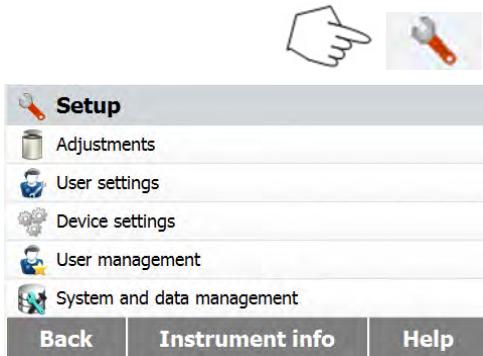 Setup
Adjustments
User settings
Device settings
User management
System and data management
Back Instrument info Help